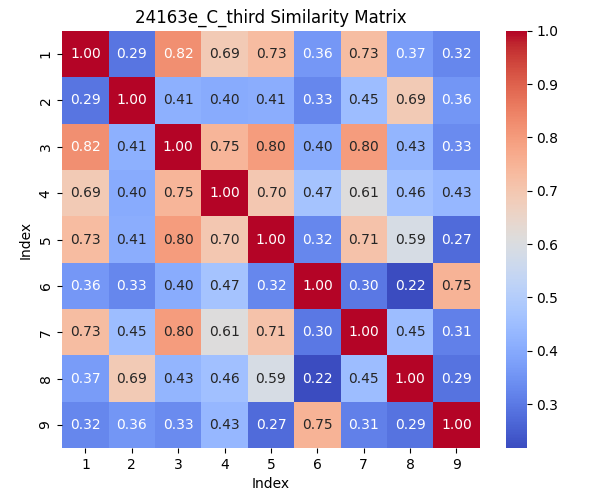 24163e_C_third Similarity Matrix
1 1.00 0.29 0.82 0.69 0.73 0.36 0.73 0.37 0.32
2 0.29 1.00 0.41 0.40 0.41 0.33 0.45 0.69 0.36
3 0.82 0.41 1.00 0.75 0.80 0.40 0.80 0.43 0.33
4 0.69 0.40 0.75 1.00 0.70 0.47 0.61 0.46 0.43
5 0.73 0.41 0.80 0.70 1.00 0.32 0.71 0.59 0.27
6 0.36 0.33 0.40 0.47 0.32 1.00 0.30 0.22 0.75
7 0.73 0.45 0.80 0.61 0.71 0.30 1.00 0.45 0.31
8 0.37 0.69 0.43 0.46 0.59 0.22 0.45 1.00 0.29
9 0.32 0.36 0.33 0.43 0.27 0.75 0.31 0.29 1.00
1 2 3 4 5 6 7 8 9
Index
Index
1.0
0.9
0.8
0.7
0.6
0.5
0.4
0.3